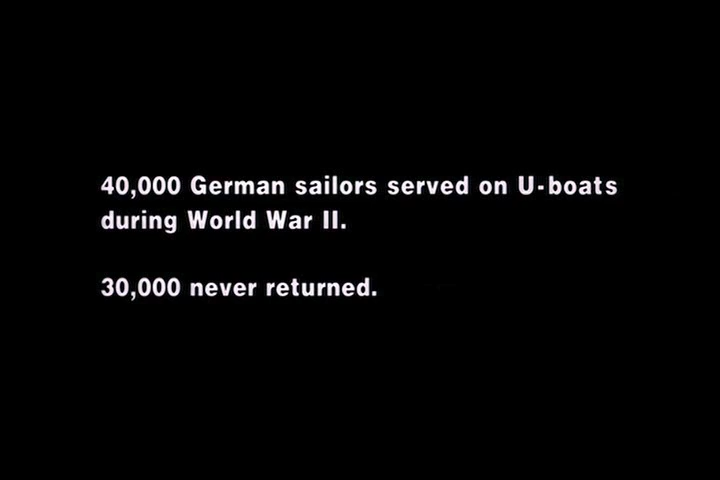 40,000 German sailors served on U-boats
during World War II.
30,000 never returned.